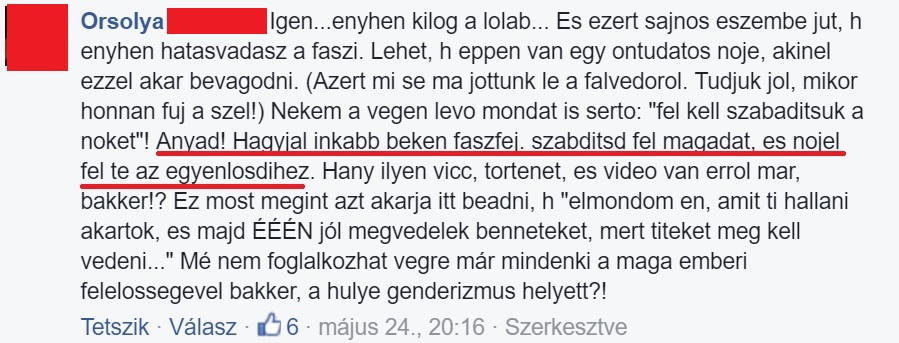 Orsolya Igen...enyhen kilog a lolab... Es ezert sajnos eszembe jut, h
enyhen hatasvadasz a faszi. Lehet, h eppen van egy ontudatos noje, akinel
ezzel akar bevagodni. (Azert mi se ma jottunk le a falvedorol. Tudjuk jol, mikor
honnan fuj a szel!) Nekem a vegen levo mondat is serto: "fel kell szabaditsuk a
noket"! Anyad! Hagyjal inkabb beken faszfej. szabditsd fel magadat, es nojel
fel te az egyenlosdihez. Hany ilyen vicc, tortenet, es video van errol mar,
bakker!? Ez most megint azt akarja itt beadni, h "elmondom en, amit ti hallani
akartok, es majd ÉÉÉN jól megvedelek benneteket, mert titeket meg kell
vedeni..." Mé nem foglalkozhat vegre már mindenki a maga emberi
felelossegevel bakker, a hulye genderizmus helyett?!
Tetszik · Válasz · 6 · május 24., 20:16 · Szerkesztve